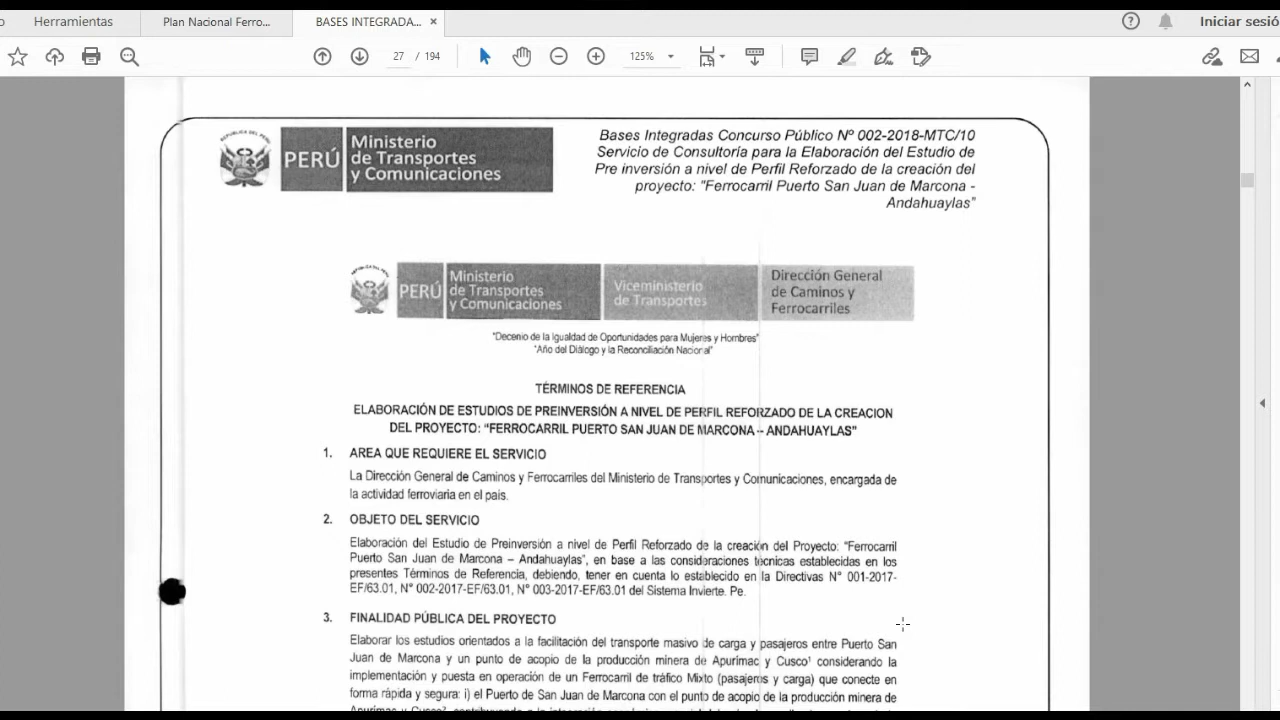 Herramientas
Plan Nacional Ferro...
BASES INTEGRADA... ×
Iniciar sesió
27 / 194
125%
Bases Integradas Concurso Público Nº 002-2018-MTC/10
Servicio de Consultoría para la Elaboración del Estudio de
Pre inversión a nivel de Perfil Reforzado de la creación del
proyecto: "Ferrocarril Puerto San Juan de Marcona -
Andahuaylas"
REPUBLICA DEL PERU
PERÚ
Ministerio
de Transportes
y Comunicaciones
PERÚ
Ministerio
de Transportes
y Comunicaciones
Viceministerio
de Transportes
Dirección General
de Caminos y
Ferrocarriles
"Decenio de la Igualdad de Oportunidades para Mujeres y Hombres"
"Año del Diálogo y la Reconciliación Nacional"
TÉRMINOS DE REFERENCIA
ELABORACIÓN DE ESTUDIOS DE PREINVERSIÓN A NIVEL DE PERFIL REFORZADO DE LA CREACION
DEL PROYECTO: "FERROCARRIL PUERTO SAN JUAN DE MARCONA – ANDAHUAYLAS"
1. AREA QUE REQUIERE EL SERVICIO
La Dirección General de Caminos y Ferrocarriles del Ministerio de Transportes y Comunicaciones, encargada de
la actividad ferroviaria en el país.
2. OBJETO DEL SERVICIO
Elaboración del Estudio de Preinversión a nivel de Perfil Reforzado de la creación del Proyecto: "Ferrocarril
Puerto San Juan de Marcona – Andahuaylas", en base a las consideraciones técnicas establecidas en los
presentes Términos de Referencia, debiendo, tener en cuenta lo establecido en la Directivas N° 001-2017-
EF/63.01, N° 002-2017-EF/63.01, N° 003-2017-EF/63.01 del Sistema Invierte. Pe.
3. FINALIDAD PÚBLICA DEL PROYECTO
Elaborar los estudios orientados a la facilitación del transporte masivo de carga y pasajeros entre Puerto San
Juan de Marcona y un punto de acopio de la producción minera de Apurímac y Cusco¹ considerando la
implementación y puesta en operación de un Ferrocarril de tráfico Mixto (pasajeros y carga) que conecte en
forma rápida y segura: i) el Puerto de San Juan de Marcona con el punto de acopio de la producción minera de